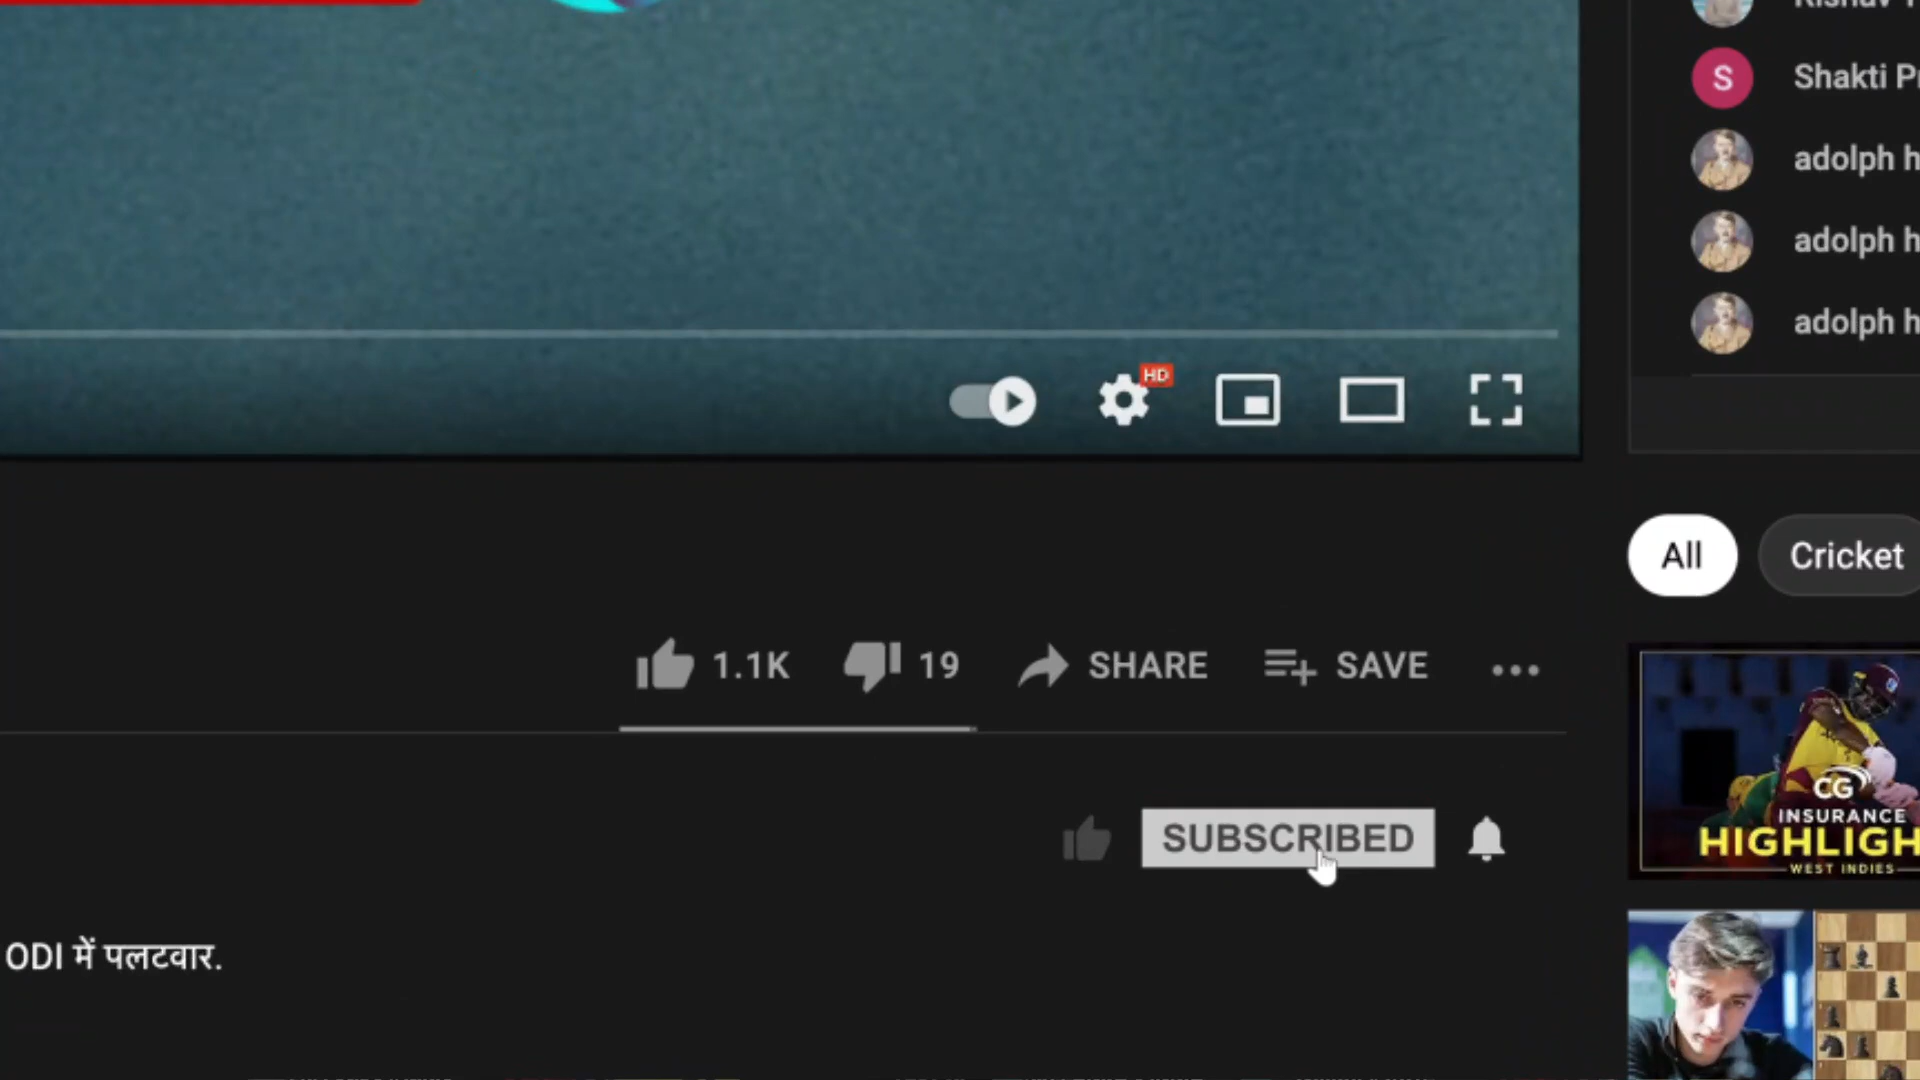 Shakti
adolph
adolph
adolph
HD
All
Cricket
1.1K
19
SHARE
SAVE
CG
INSURANCE
HIGHLIGH
WEST INDIES
SUBSCRIBED
ODI में पलटवार.